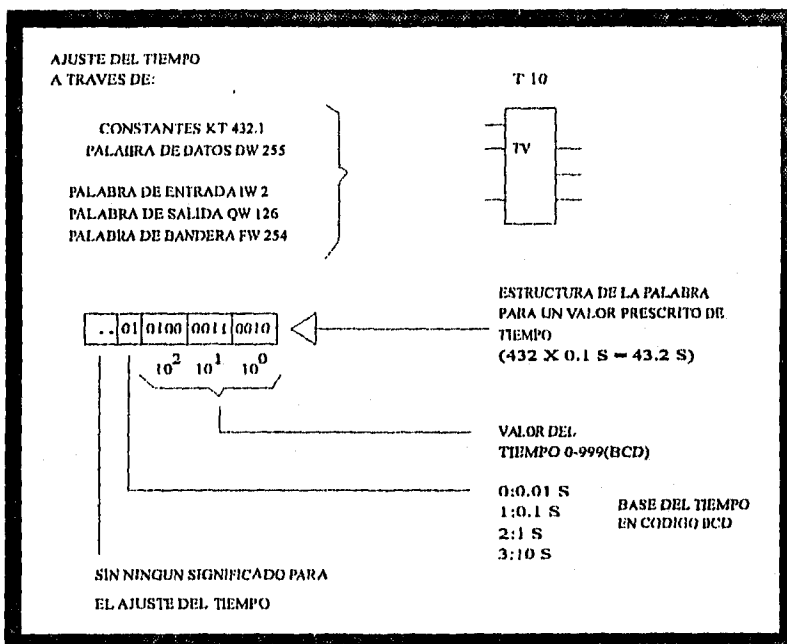 AJUSTE DEL TIEMPO
A TRAVES DE:
T 10
CONSTANTES KT 432.1
PALABRA DE DATOS DW 255
TV
PALABRA DE ENTRADA IW 2
PALABRA DE SALIDA QW 126
PALABRA DE BANDERA FW 254
ESTRUCTURA DE LA PALABRA
PARA UN VALOR PRESCRITO DE
TIEMPO
(432 X 0.1 S = 43.2 S)
.. 01 0100 0011 0010
10² 10¹ 10⁰
VALOR DEL
TIEMPO 0-999(BCD)
0:0.01 S
1:0.1 S
2:1 S
3:10 S
BASE DEL TIEMPO
EN CODIGO BCD
SIN NINGUN SIGNIFICADO PARA
EL AJUSTE DEL TIEMPO